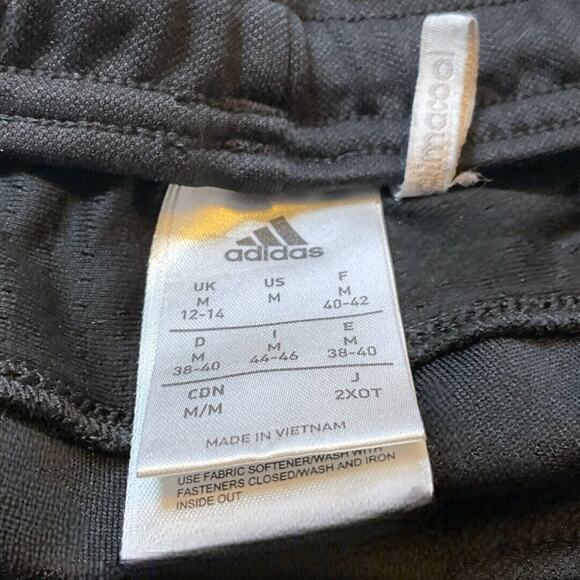 climacool
adidas
UK US F
M M M
12-14 40-42
D I E
M M M
38-40 44-46 38-40
CDN J
M/M 2XOT
MADE IN VIETNAM
USE FABRIC SOFTENER/WASH WITH
FASTENERS CLOSED/WASH AND IRON
INSIDE OUT